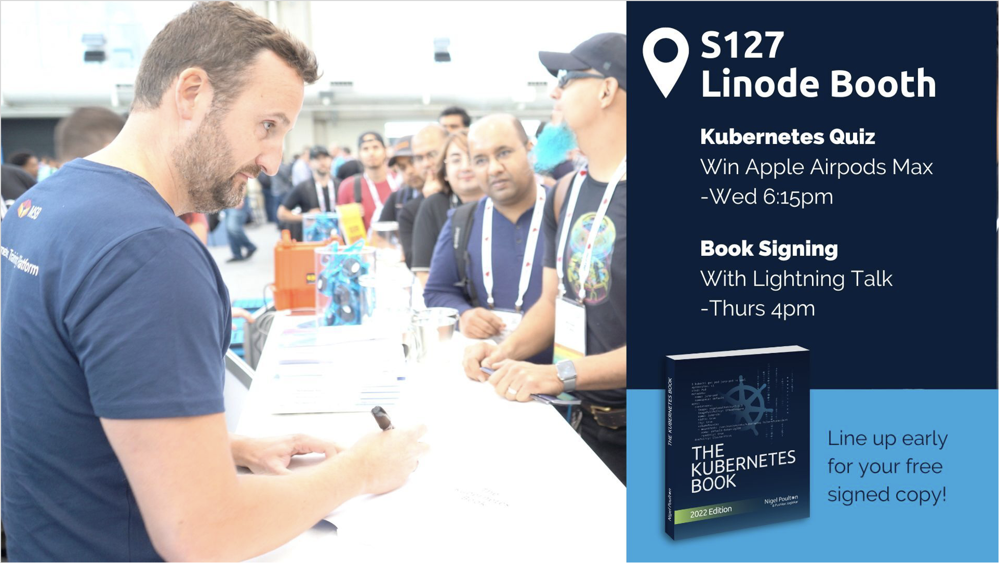 MSB
Training Platform
S127
Linode Booth
Kubernetes Quiz
Win Apple Airpods Max
-Wed 6:15pm
Book Signing
With Lightning Talk
-Thurs 4pm
THE KUBERNETES BOOK
Nigel Poulton
THE
KUBERNETES
BOOK
Nigel Poulton
& Pushkar Joglekar
2022 Edition
Line up early
for your free
signed copy!